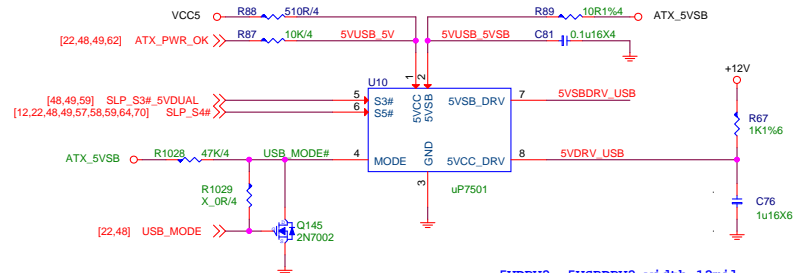 VCC5 R88 510R/4 R89 10R1%4 ATX_5VSB
[22,48,49,62] ATX_PWR_OK R87 10K/4 5VUSB_5V 5VUSB_5VSB C81 0.1u16X4
+12V
1 2
U10
[48,49,59] SLP_S3#_5VDUAL 5 S3# 5VCC 5VSB 5VSB_DRV 7 5VSBDRV_USB
[12,22,48,49,57,58,59,64,70] SLP_S4# 6 S5#
R67
1K1%6
ATX_5VSB R1028 47K/4 USB_MODE# 4 MODE GND 5VCC_DRV 8 5VDRV_USB
3 uP7501
R1029
X_0R/4
C76
1u16X6
Q145
2N7002
[22,48] USB_MODE